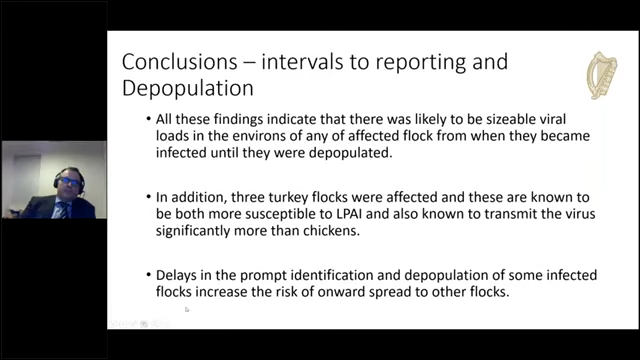 Conclusions – intervals to reporting and
Depopulation
• All these findings indicate that there was likely to be sizeable viral
loads in the environs of any of affected flock from when they became
infected until they were depopulated.
• In addition, three turkey flocks were affected and these are known to
be both more susceptible to LPAI and also known to transmit the virus
significantly more than chickens.
• Delays in the prompt identification and depopulation of some infected
flocks increase the risk of onward spread to other flocks.